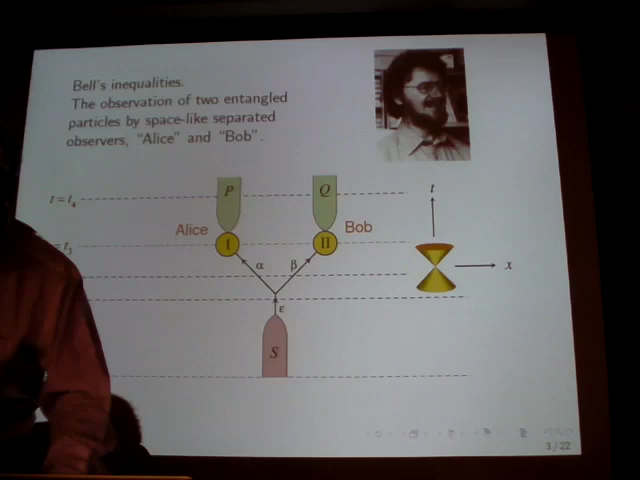 Bell's inequalities.
The observation of two entangled
particles by space-like separated
observers, "Alice" and "Bob".
P
Q
t
t = t4
Alice
Bob
I
II
= t3
α
β
x
ε
S
3 / 22